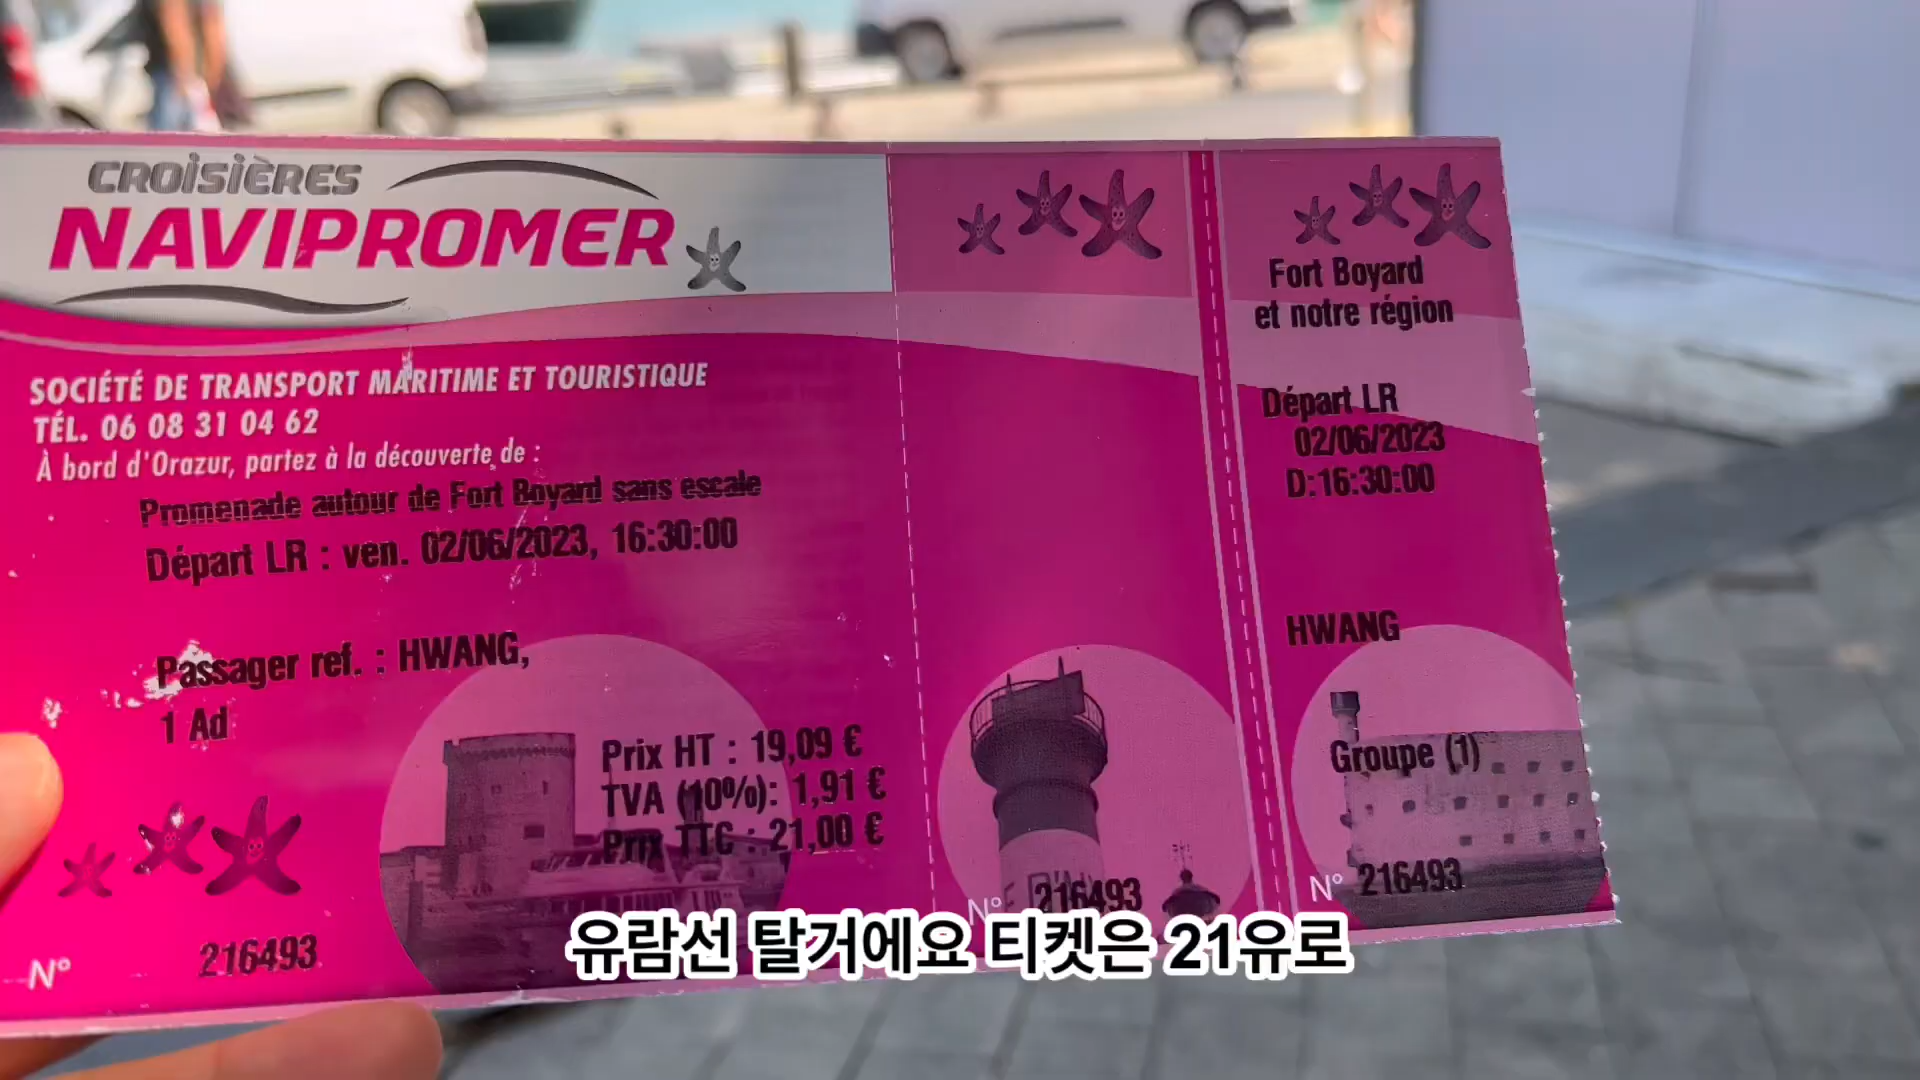 CROISIÈRES
NAVIPROMER
SOCIÉTÉ DE TRANSPORT MARITIME ET TOURISTIQUE
TÉL. 06 08 31 04 62
À bord d'Orazur, partez à la découverte de :
Promenade autour de Fort Boyard sans escale
Départ LR : ven. 02/06/2023, 16:30:00
Passager ref. : HWANG,
1 Ad
Prix HT : 19,09 €
TVA (10%): 1,91 €
Prix TTC : 21,00 €
N° 216493
N° 216493
Fort Boyard
et notre région
Départ LR
02/06/2023
D:16:30:00
HWANG
Groupe (1)
N° 216493
유람선 탈거에요 티켓은 21유로